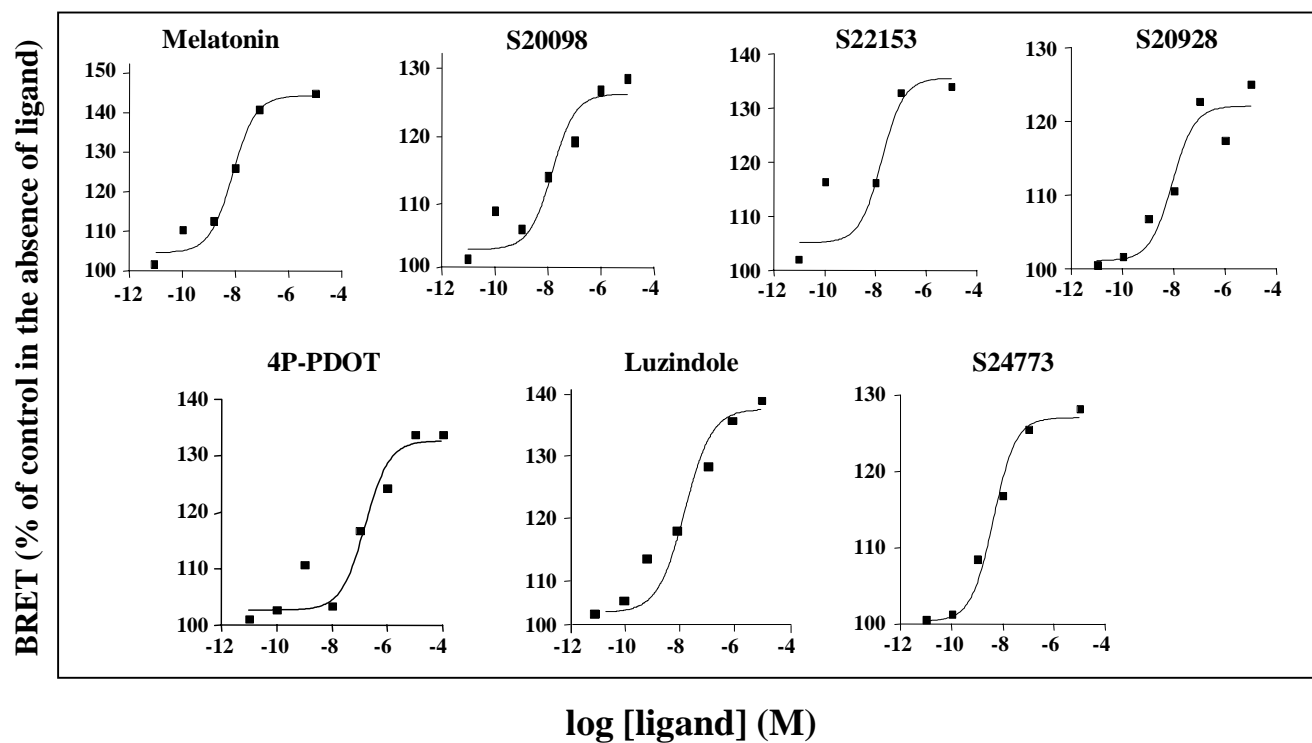 BRET (% of control in the absence of ligand)
Melatonin
150
140
130
120
110
100
-12 -10 -8 -6 -4
S20098
130
120
110
100
-12 -10 -8 -6 -4
S22153
140
130
120
110
100
-12 -10 -8 -6 -4
S20928
130
120
110
100
-12 -10 -8 -6 -4
4P-PDOT
140
130
120
110
100
-12 -10 -8 -6 -4
Luzindole
140
130
120
110
100
-12 -10 -8 -6 -4
S24773
130
120
110
100
-12 -10 -8 -6 -4
log [ligand] (M)